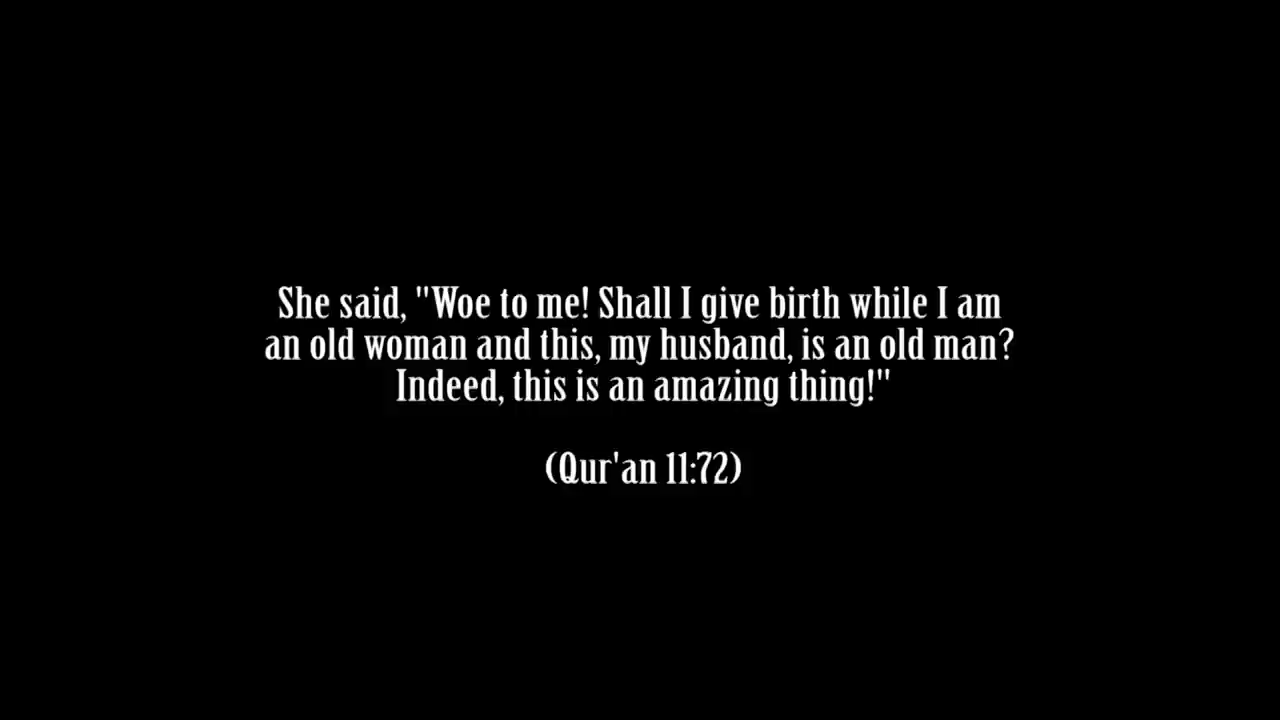 She said, "Woe to me! Shall I give birth while I am
an old woman and this, my husband, is an old man?
Indeed, this is an amazing thing!"
(Qur'an 11:72)